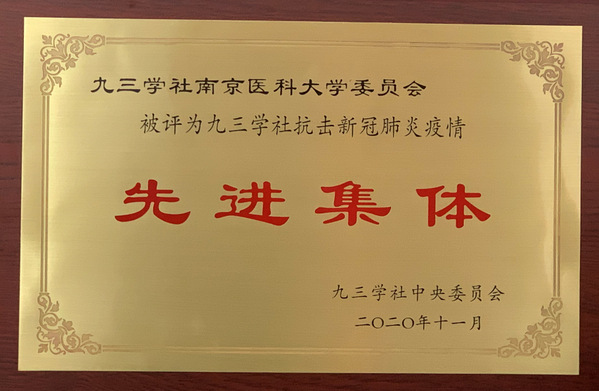 九三学社南京医科大学委员会
被评为九三学社抗击新冠肺炎疫情
先进集体
九三学社中央委员会
二〇二〇年十一月